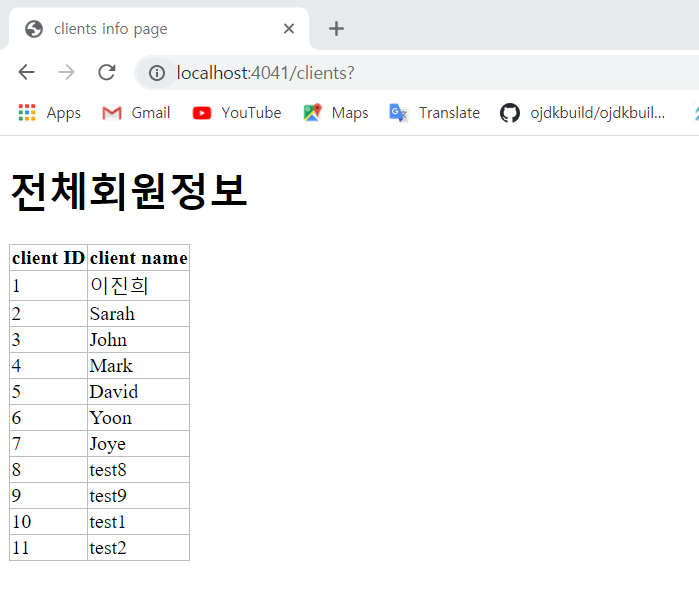 clients info page
localhost:4041/clients?
Apps Gmail YouTube Maps Translate ojdkbuild/ojdkbuil...
전체회원정보
client ID client name
1 이진희
2 Sarah
3 John
4 Mark
5 David
6 Yoon
7 Joye
8 test8
9 test9
10 test1
11 test2